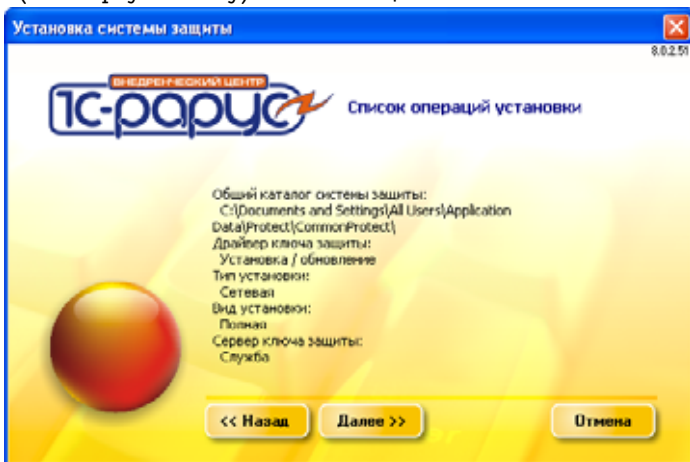 Установка системы защиты
8.0.2.51
ВНЕДРЕНЧЕСКИЙ ЦЕНТР
1С-рарус
Список операций установки
Общий каталог системы защиты:
C:\Documents and Settings\All Users\Application
Data\Protect\CommonProtect\
Драйвер ключа защиты:
Установка / обновление
Тип установки:
Сетевая
Вид установки:
Полная
Сервер ключа защиты:
Служба
<< Назад
Далее >>
Отмена